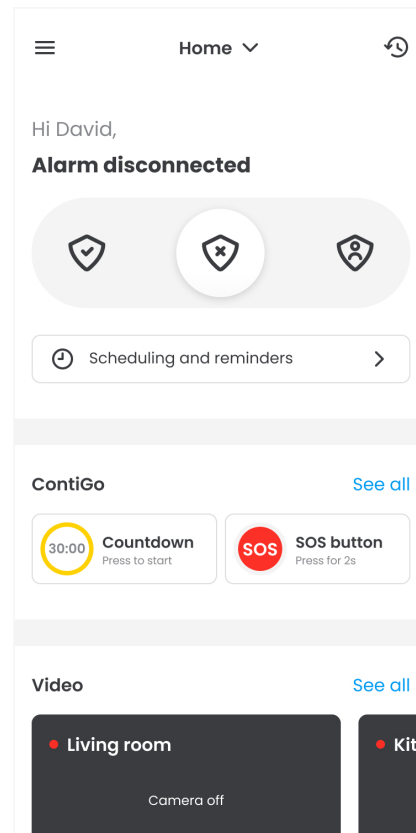 Home
Hi David,
Alarm disconnected
Scheduling and reminders
ContiGo
See all
30:00
Countdown
Press to start
SOS
SOS button
Press for 2s
Video
See all
Living room
Kit
Camera off